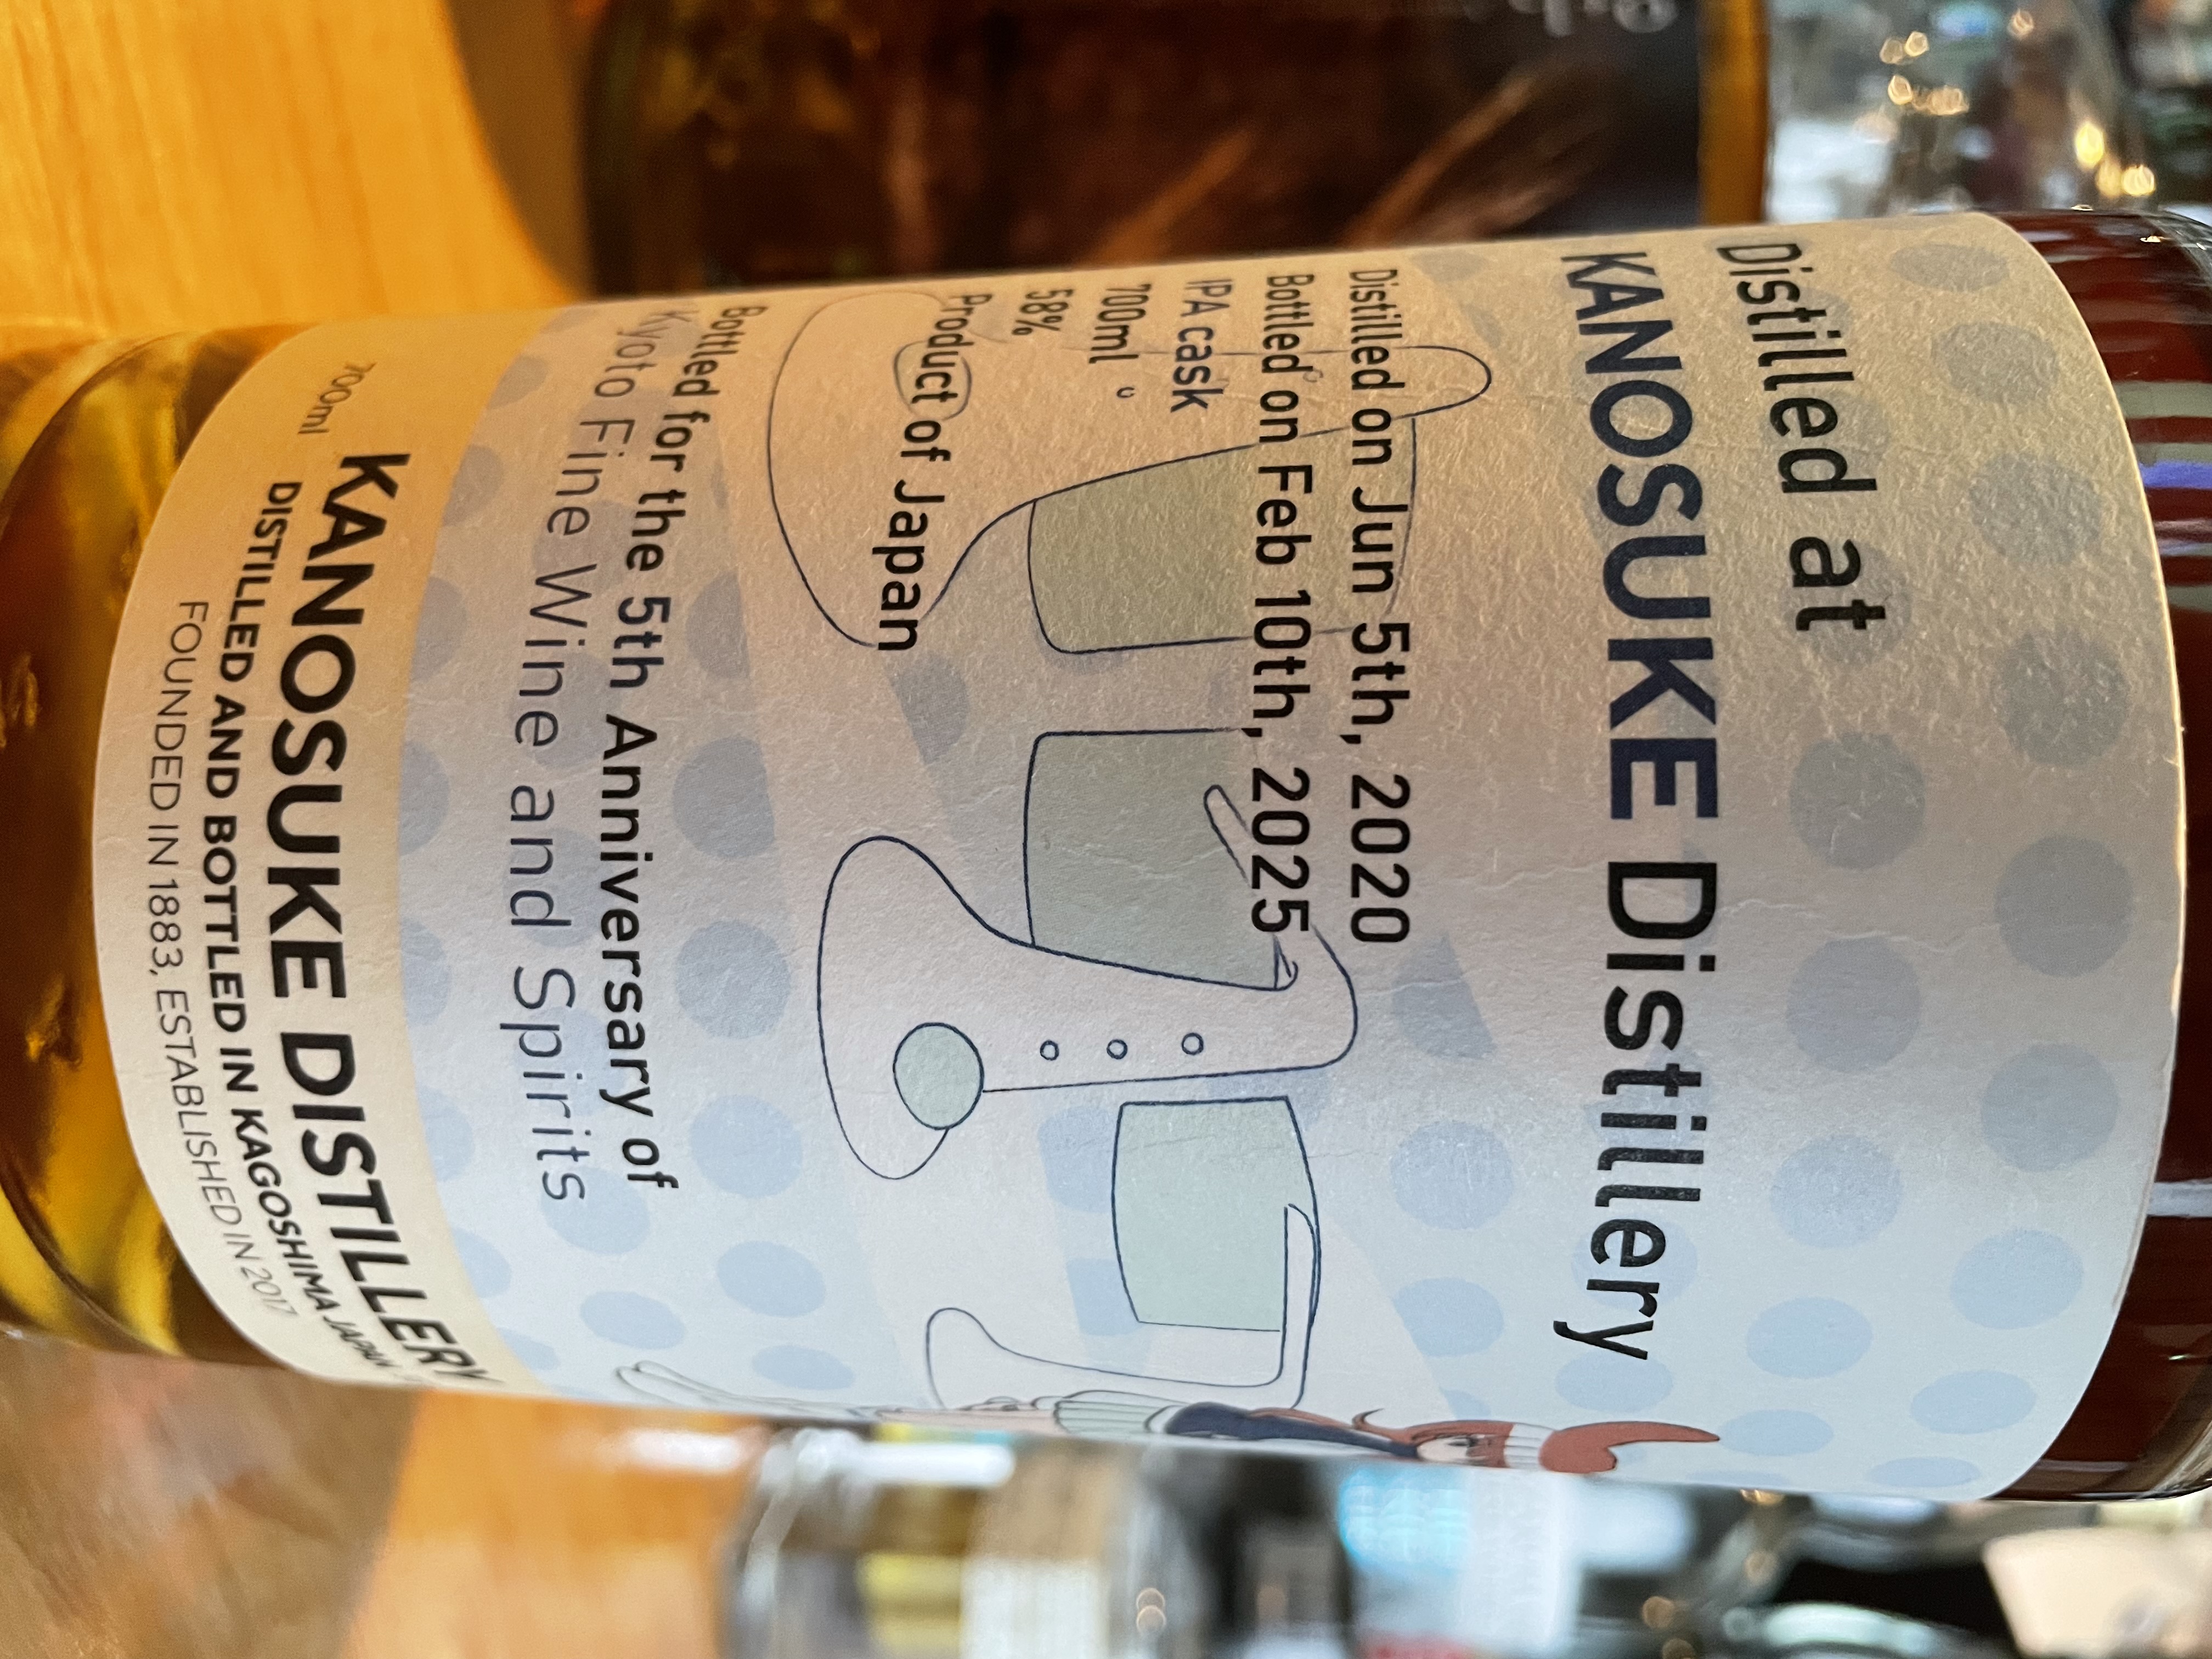 Distilled at
KANOSUKE Distillery
Distilled on Jun 5th, 2020
Bottled on Feb 10th, 2025
IPA cask
700ml
58%
Product of Japan
Bottled for the 5th Anniversary of
Kyoto Fine Wine and Spirits
KANOSUKE DISTILLERY
700ml
DISTILLED AND BOTTLED IN KAGOSHIMA JAPAN
FOUNDED IN 1883, ESTABLISHED IN 2017